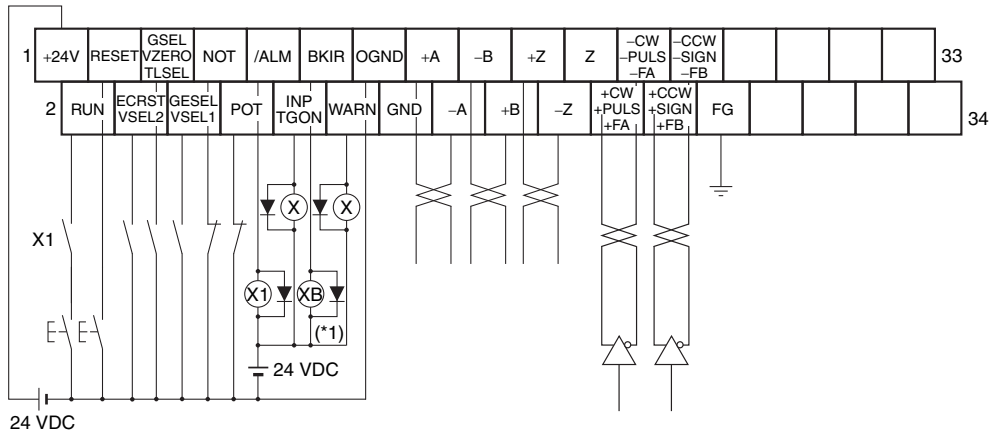 1
+24V
RESET
GSEL
VZERO
TLSEL
NOT
/ALM
BKIR
OGND
+A
−B
+Z
Z
−CW
−PULS
−FA
−CCW
−SIGN
−FB
33
2
RUN
ECRST
VSEL2
GESEL
VSEL1
POT
INP
TGON
WARN
GND
−A
+B
−Z
+CW
+PULS
+FA
+CCW
+SIGN
+FB
FG
34
X
X
X1
X1
XB
(*1)
24 VDC
24 VDC